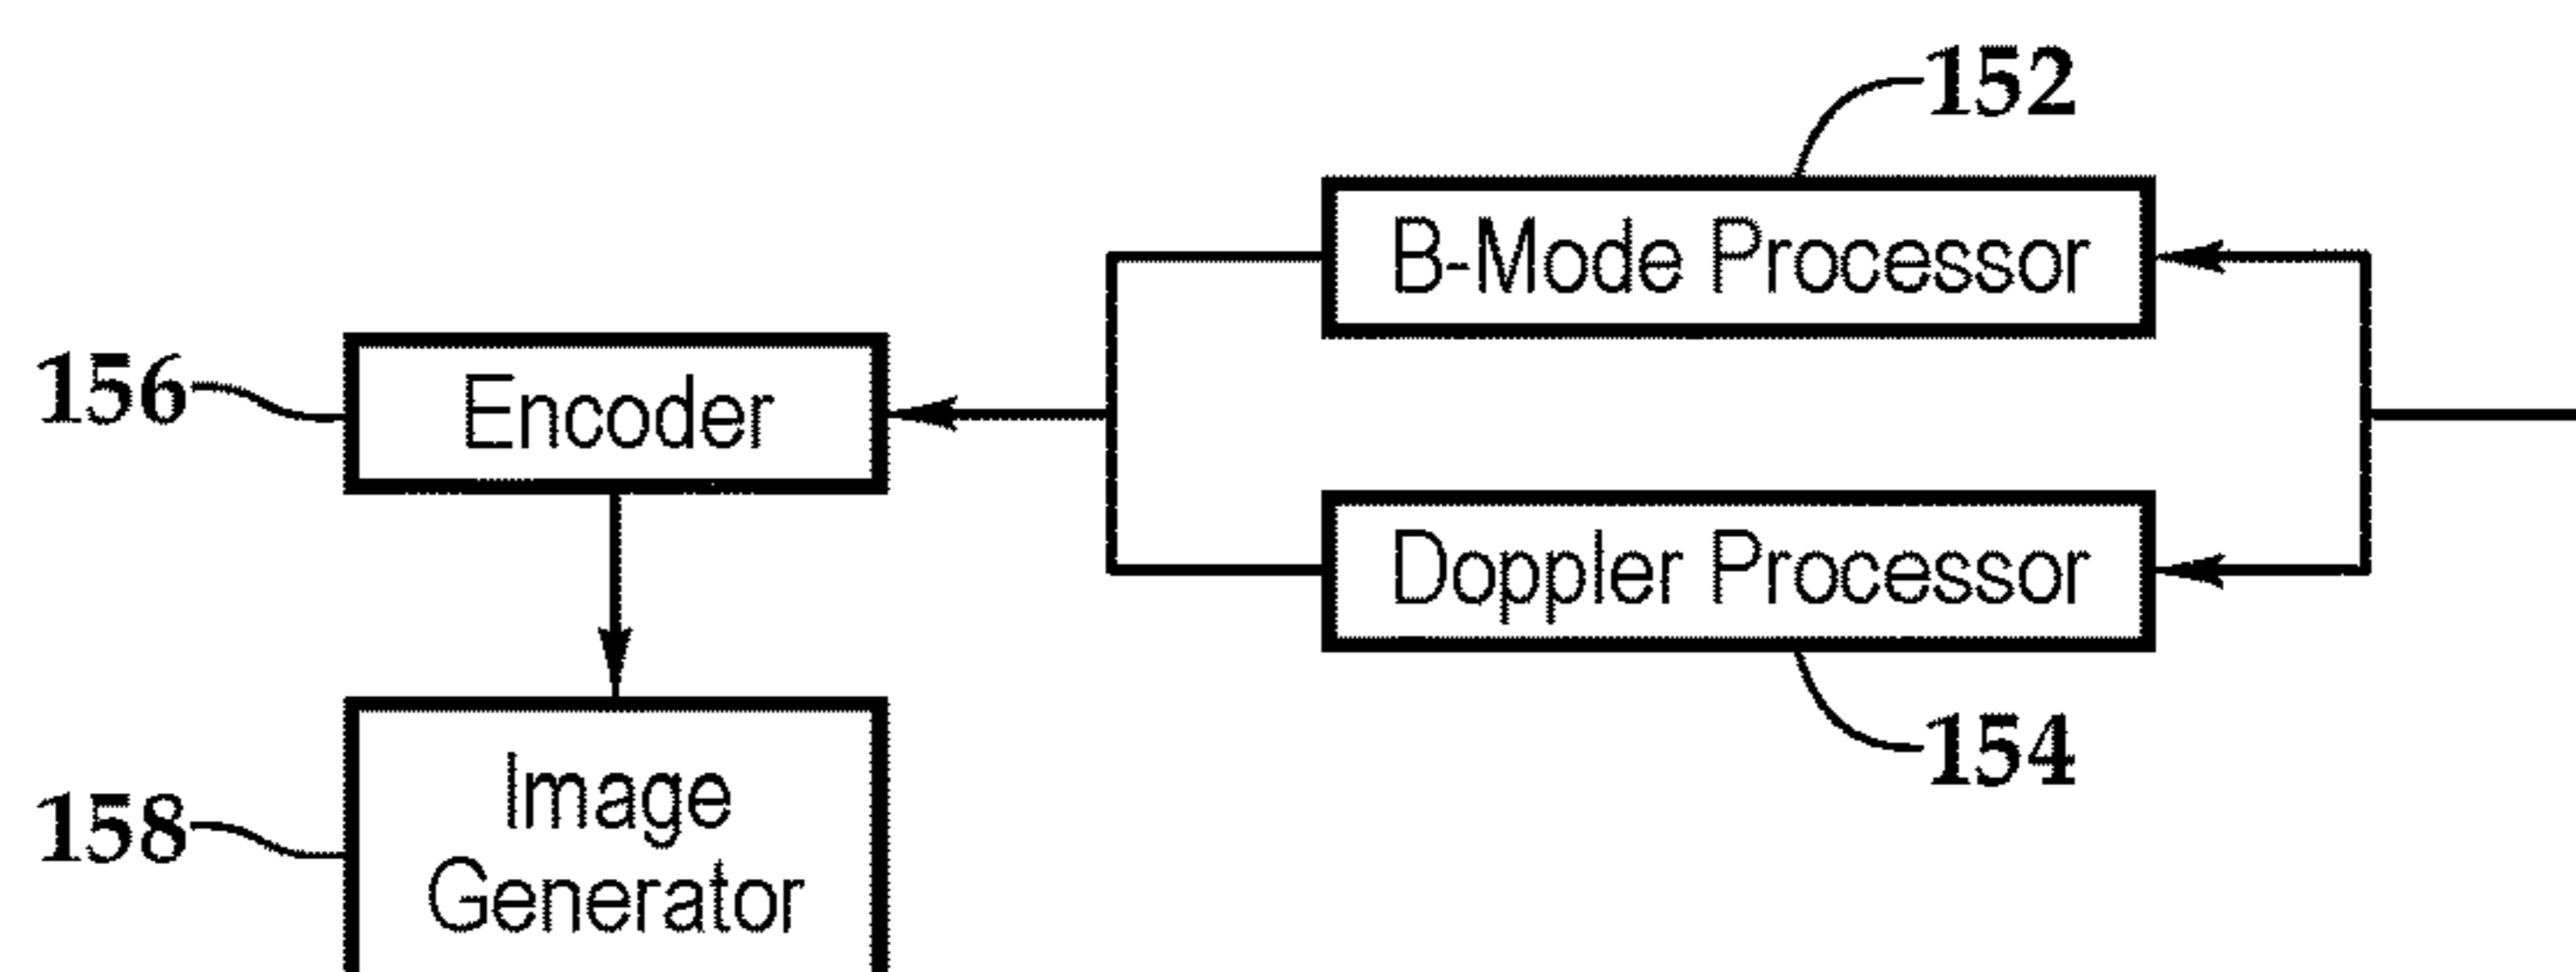 152
B-Mode Processor
156
Encoder
Doppler Processor
154
158
Image
Generator